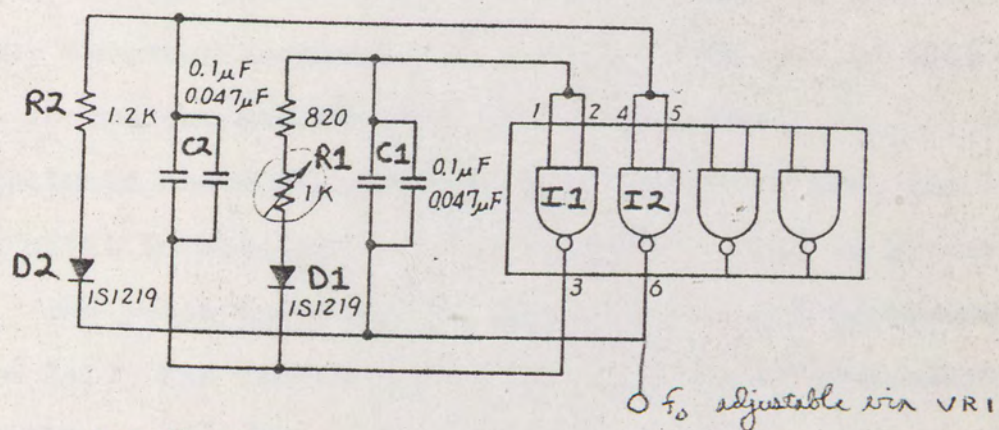 0.1µF
0.047µF
R2
1.2K
C2
820
R1
1K
C1
0.1µF
0.047µF
1 2 4 5
I1 I2
D2
1S1219
D1
1S1219
3 6
f₀ adjustable via VR1